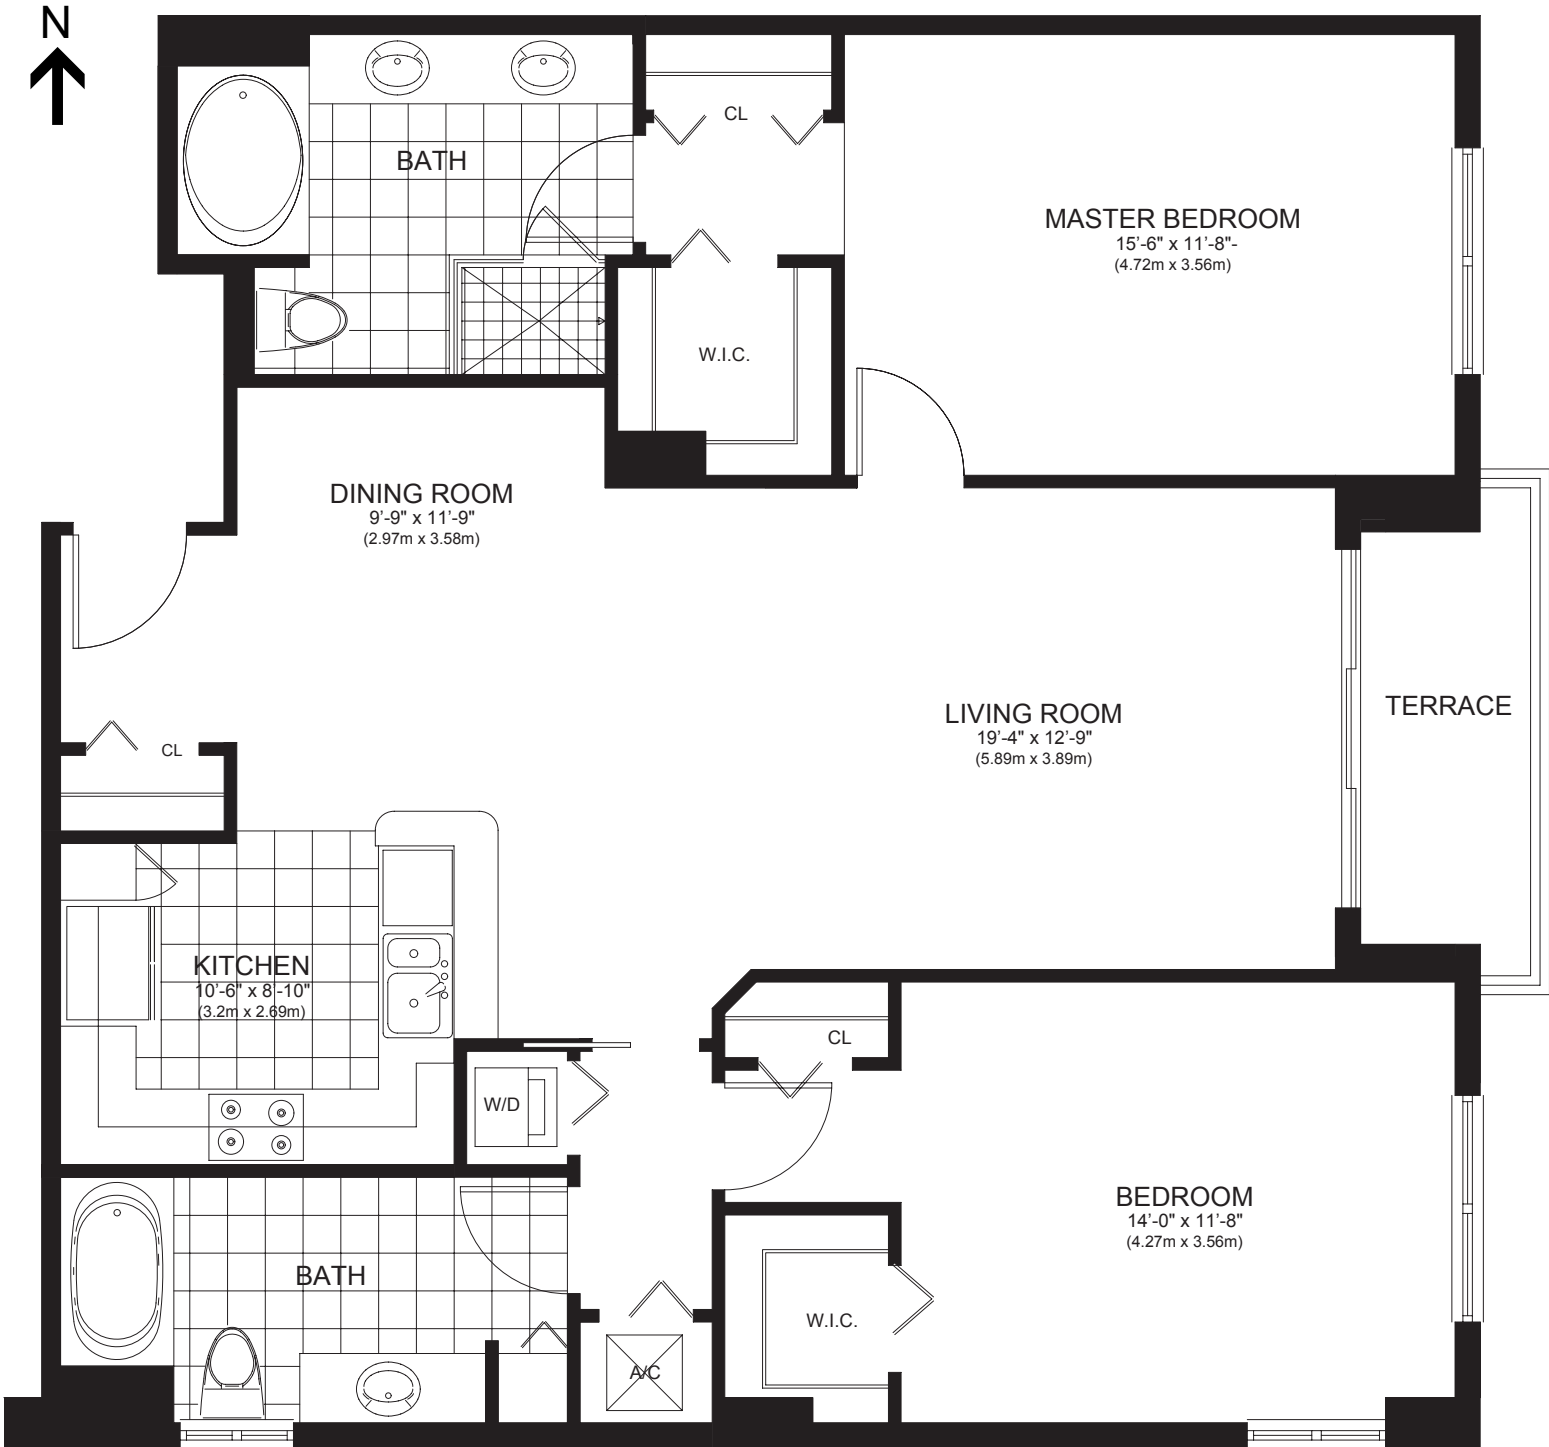 N
CL
BATH
MASTER BEDROOM
15'-6" x 11'-8"-
(4.72m x 3.56m)
W.I.C.
DINING ROOM
9'-9" x 11'-9"
(2.97m x 3.58m)
LIVING ROOM
19'-4" x 12'-9"
(5.89m x 3.89m)
TERRACE
CL
KITCHEN
10'-6" x 8'-10"
(3.2m x 2.69m)
CL
W/D
BEDROOM
14'-0" x 11'-8"
(4.27m x 3.56m)
BATH
W.I.C.
A/C